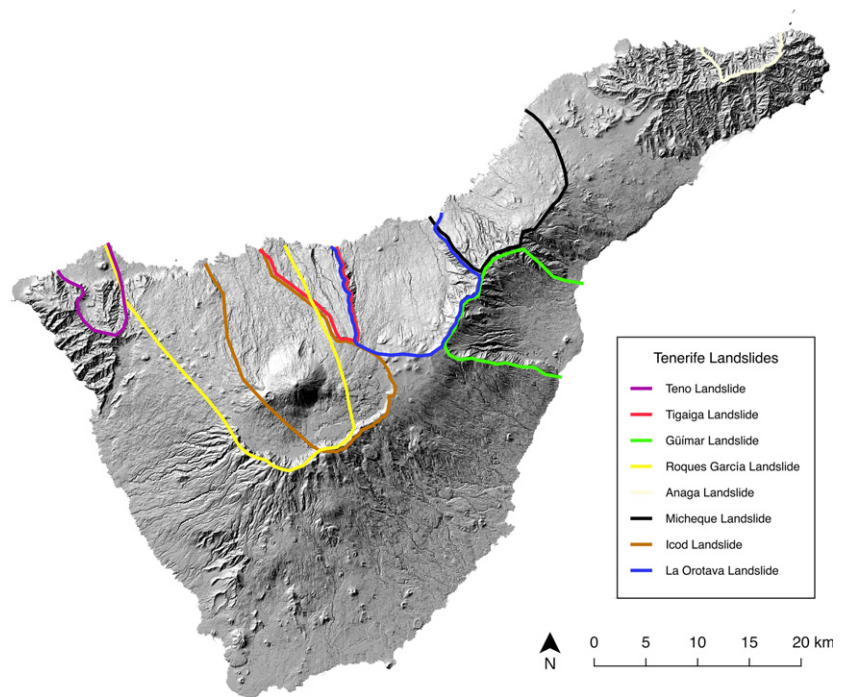 Tenerife Landslides
Teno Landslide
Tigaiga Landslide
Güímar Landslide
Roques García Landslide
Anaga Landslide
Micheque Landslide
Icod Landslide
La Orotava Landslide
N
0 5 10 15 20 km